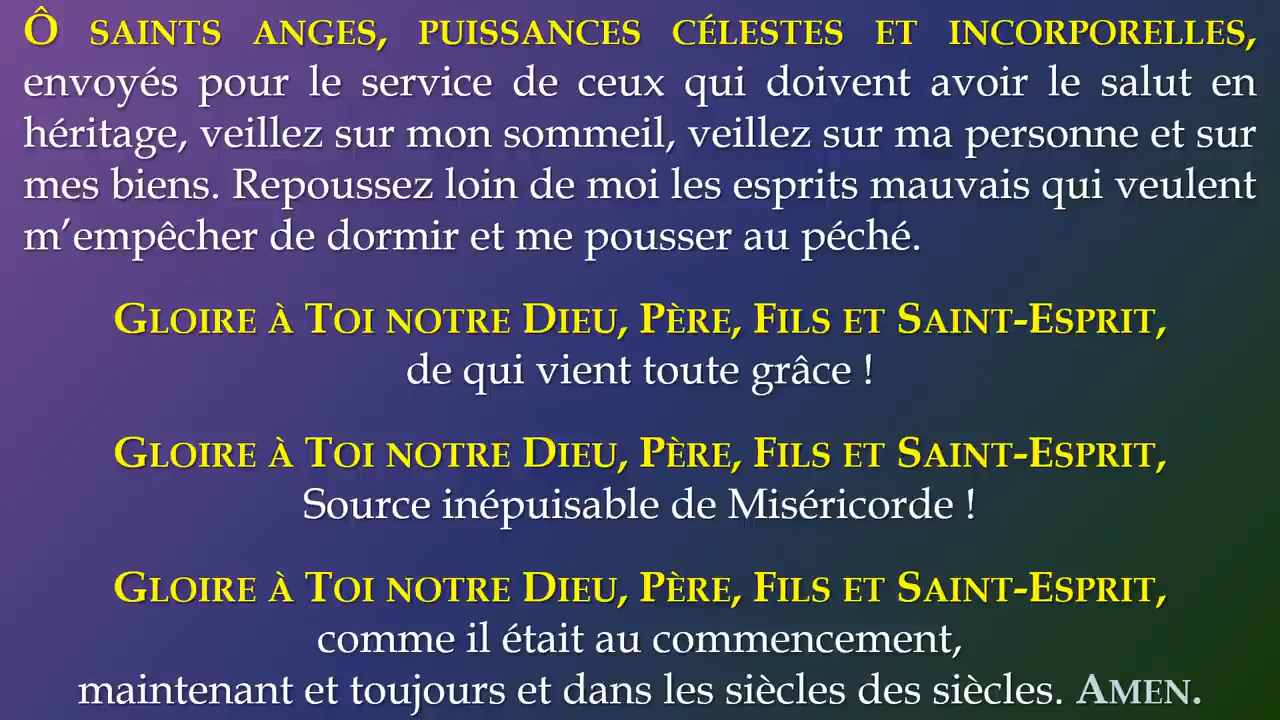 Ô SAINTS ANGES, PUISSANCES CÉLESTES ET INCORPORELLES,
envoyés pour le service de ceux qui doivent avoir le salut en
héritage, veillez sur mon sommeil, veillez sur ma personne et sur
mes biens. Repoussez loin de moi les esprits mauvais qui veulent
m’empêcher de dormir et me pousser au péché.
GLOIRE À TOI NOTRE DIEU, PÈRE, FILS ET SAINT-ESPRIT,
de qui vient toute grâce !
GLOIRE À TOI NOTRE DIEU, PÈRE, FILS ET SAINT-ESPRIT,
Source inépuisable de Miséricorde !
GLOIRE À TOI NOTRE DIEU, PÈRE, FILS ET SAINT-ESPRIT,
comme il était au commencement,
maintenant et toujours et dans les siècles des siècles. AMEN.